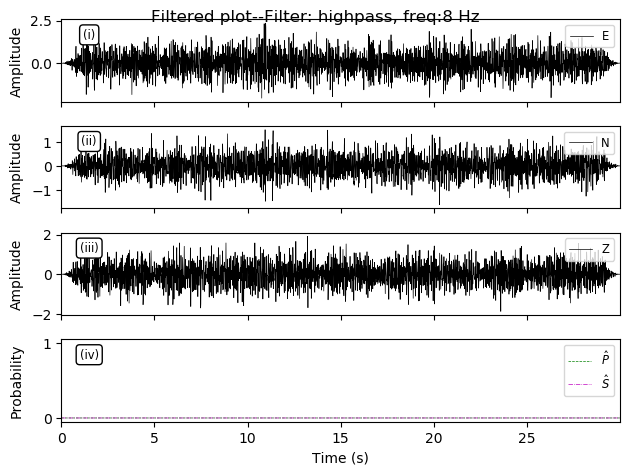 Filtered plot--Filter: highpass, freq:8 Hz
Amplitude
2.5
0.0
(i)
E
Amplitude
1
0
−1
(ii)
N
Amplitude
2
0
−2
(iii)
Z
Probability
1
0
(iv)
P̂
Ŝ
0 5 10 15 20 25
Time (s)